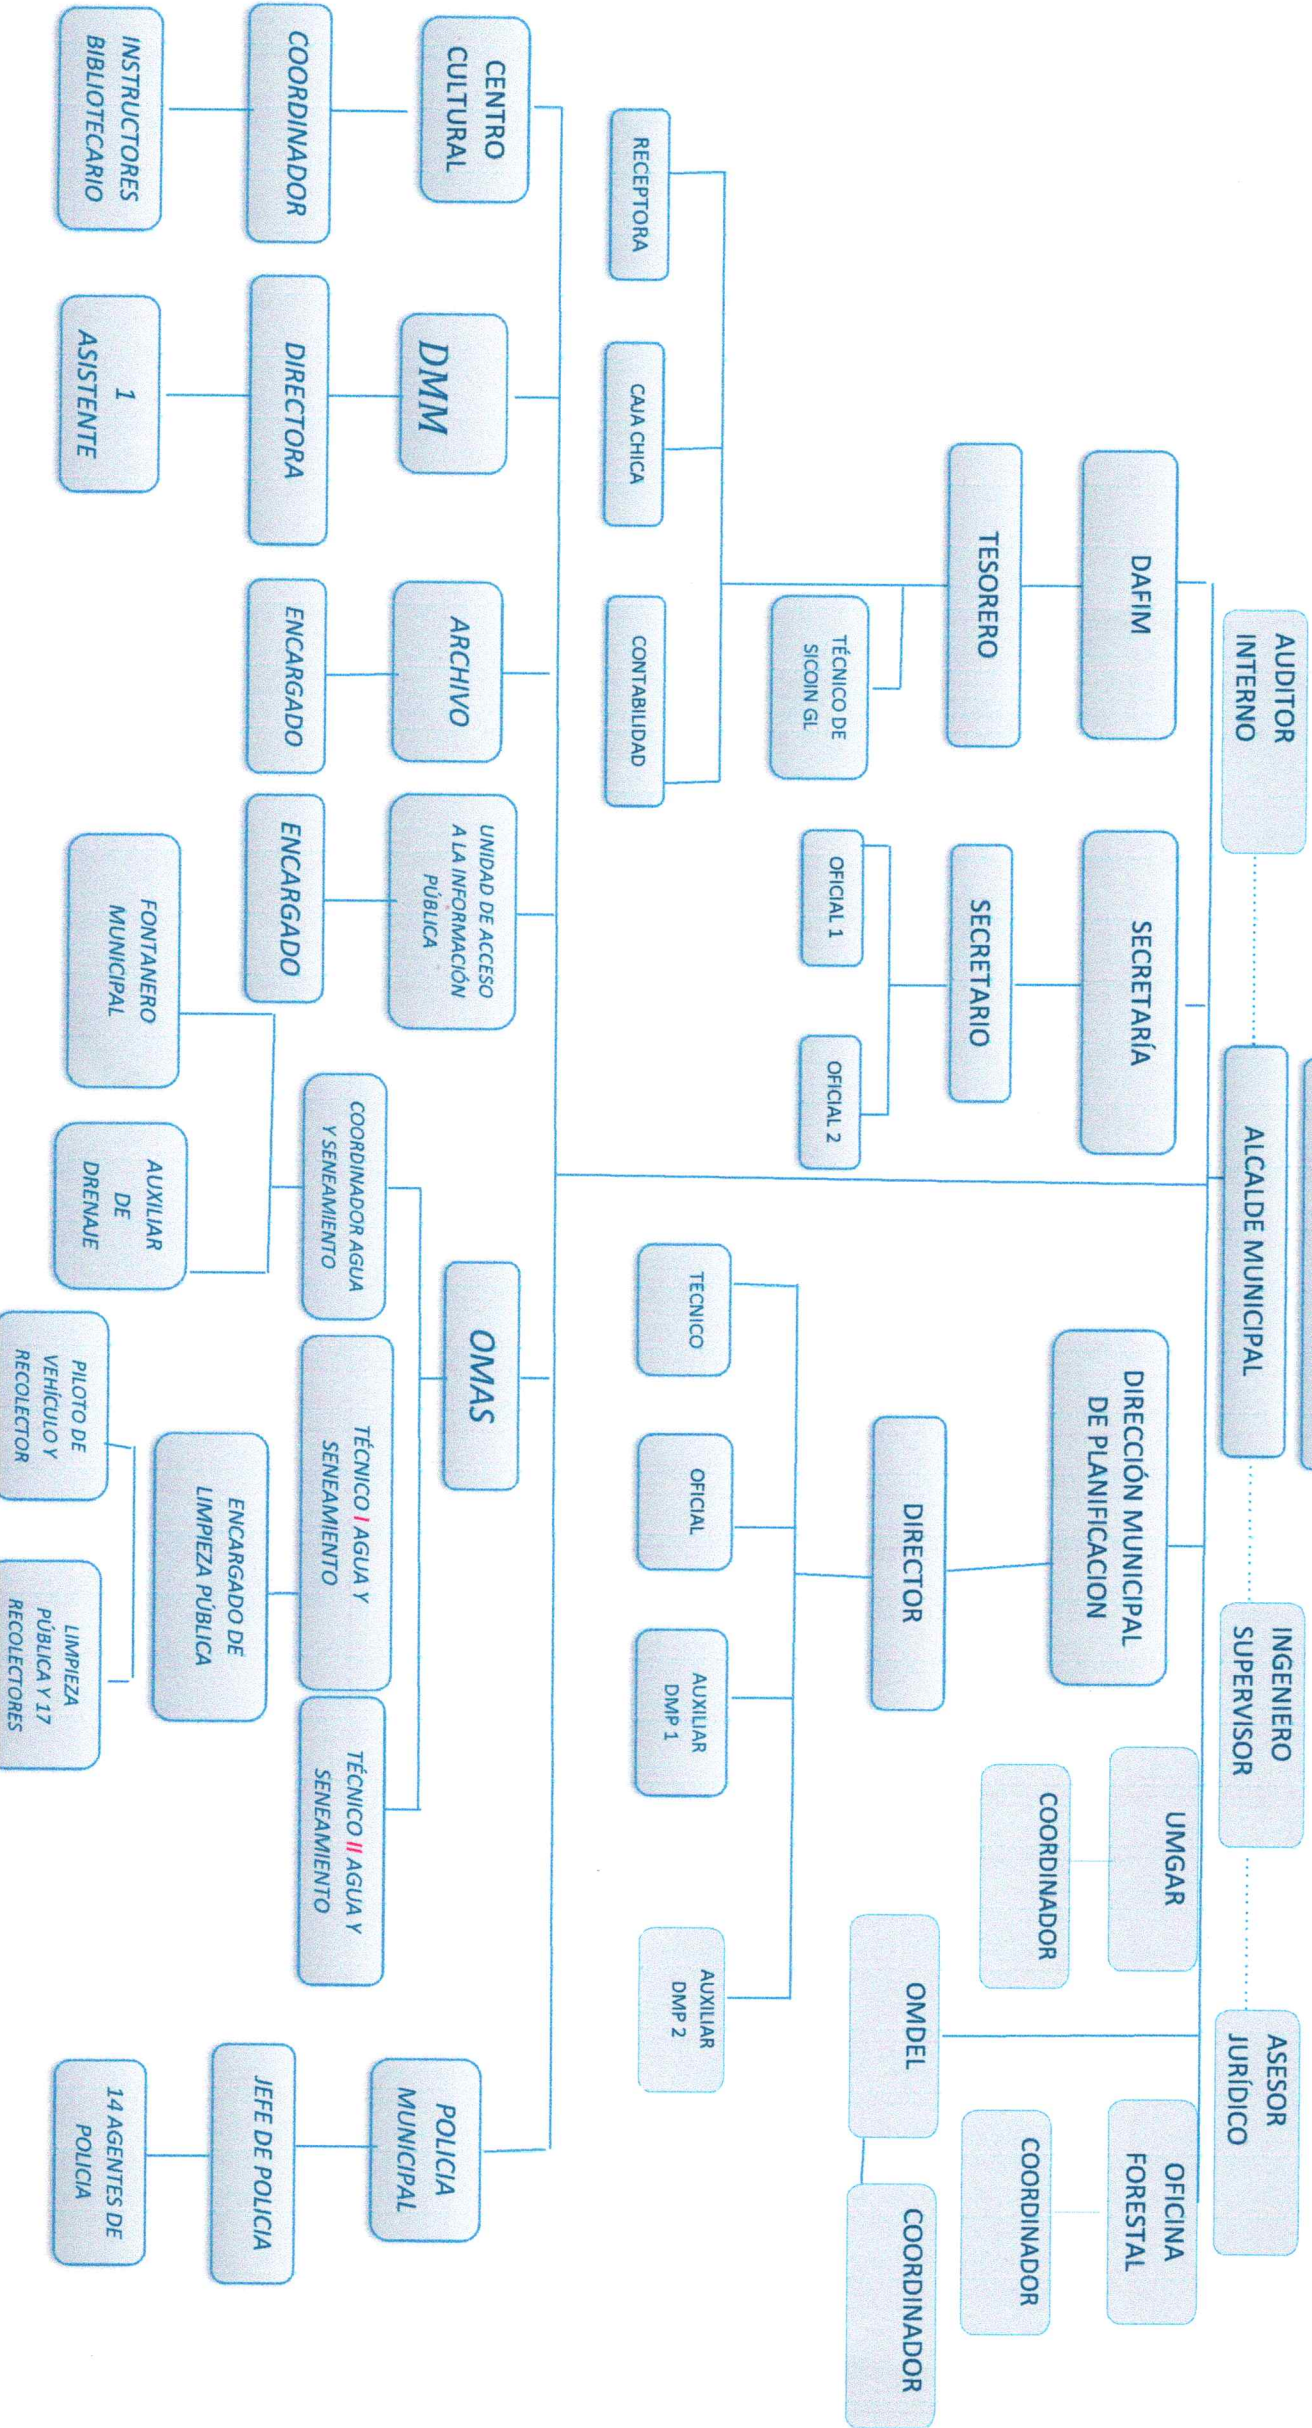 AUDITOR
INTERNO
ALCALDE MUNICIPAL
INGENIERO
SUPERVISOR
ASESOR
JURÍDICO
DAFIM
SECRETARÍA
DIRECCIÓN MUNICIPAL
DE PLANIFICACION
UMGAR
OFICINA
FORESTAL
TESORERO
SECRETARIO
DIRECTOR
COORDINADOR
COORDINADOR
OMDEL
COORDINADOR
TÉCNICO DE
SICOIN GL
OFICIAL 1
OFICIAL 2
RECEPTORA
CAJA CHICA
CONTABILIDAD
TECNICO
OFICIAL
AUXILIAR
DMP 1
AUXILIAR
DMP 2
CENTRO
CULTURAL
DMM
ARCHIVO
UNIDAD DE ACCESO
A LA INFORMACIÓN
PÚBLICA
OMAS
POLICIA
MUNICIPAL
COORDINADOR
DIRECTORA
ENCARGADO
ENCARGADO
COORDINADOR AGUA
Y SENEAMIENTO
TÉCNICO I AGUA Y
SENEAMIENTO
TÉCNICO II AGUA Y
SENEAMIENTO
JEFE DE POLICIA
INSTRUCTORES
BIBLIOTECARIO
1
ASISTENTE
FONTANERO
MUNICIPAL
AUXILIAR
DE
DRENAJE
ENCARGADO DE
LIMPIEZA PÚBLICA
14 AGENTES DE
POLICIA
PILOTO DE
VEHÍCULO Y
RECOLECTOR
LIMPIEZA
PÚBLICA Y 17
RECOLECTORES